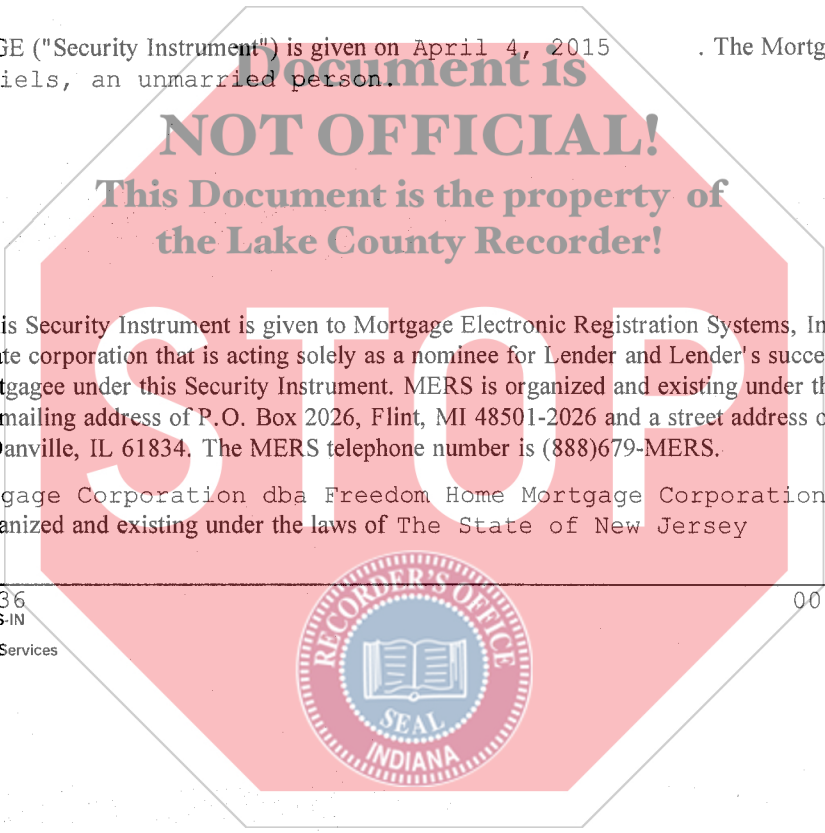 GE ("Security Instrument") is given on April 4, 2015 . The Mortg
iels, an unmarried person.
Document is
NOT OFFICIAL!
This Document is the property of
the Lake County Recorder!
is Security Instrument is given to Mortgage Electronic Registration Systems, In
te corporation that is acting solely as a nominee for Lender and Lender's succe
tgagee under this Security Instrument. MERS is organized and existing under th
mailing address of P.O. Box 2026, Flint, MI 48501-2026 and a street address o
anville, IL 61834. The MERS telephone number is (888)679-MERS.
STOP
gage Corporation dba Freedom Home Mortgage Corporation
anized and existing under the laws of The State of New Jersey
36 00
S-IN
Services
RECORDER'S OFFICE
SEAL
INDIANA